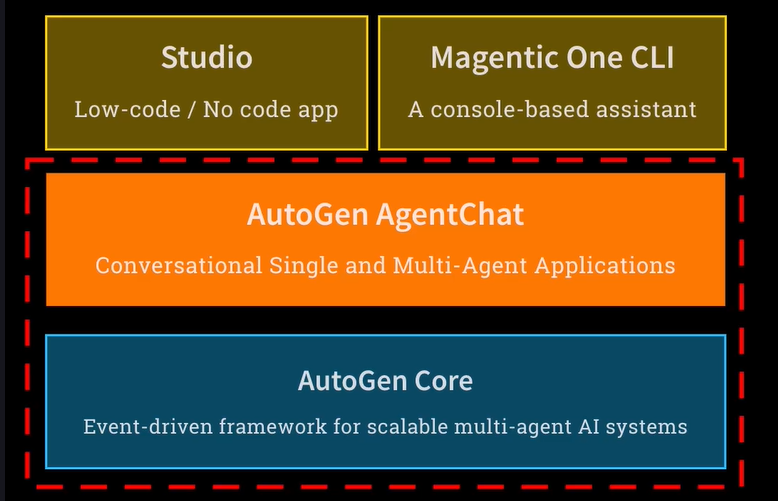 Studio
Low-code / No code app
Magentic One CLI
A console-based assistant
AutoGen AgentChat
Conversational Single and Multi-Agent Applications
AutoGen Core
Event-driven framework for scalable multi-agent AI systems